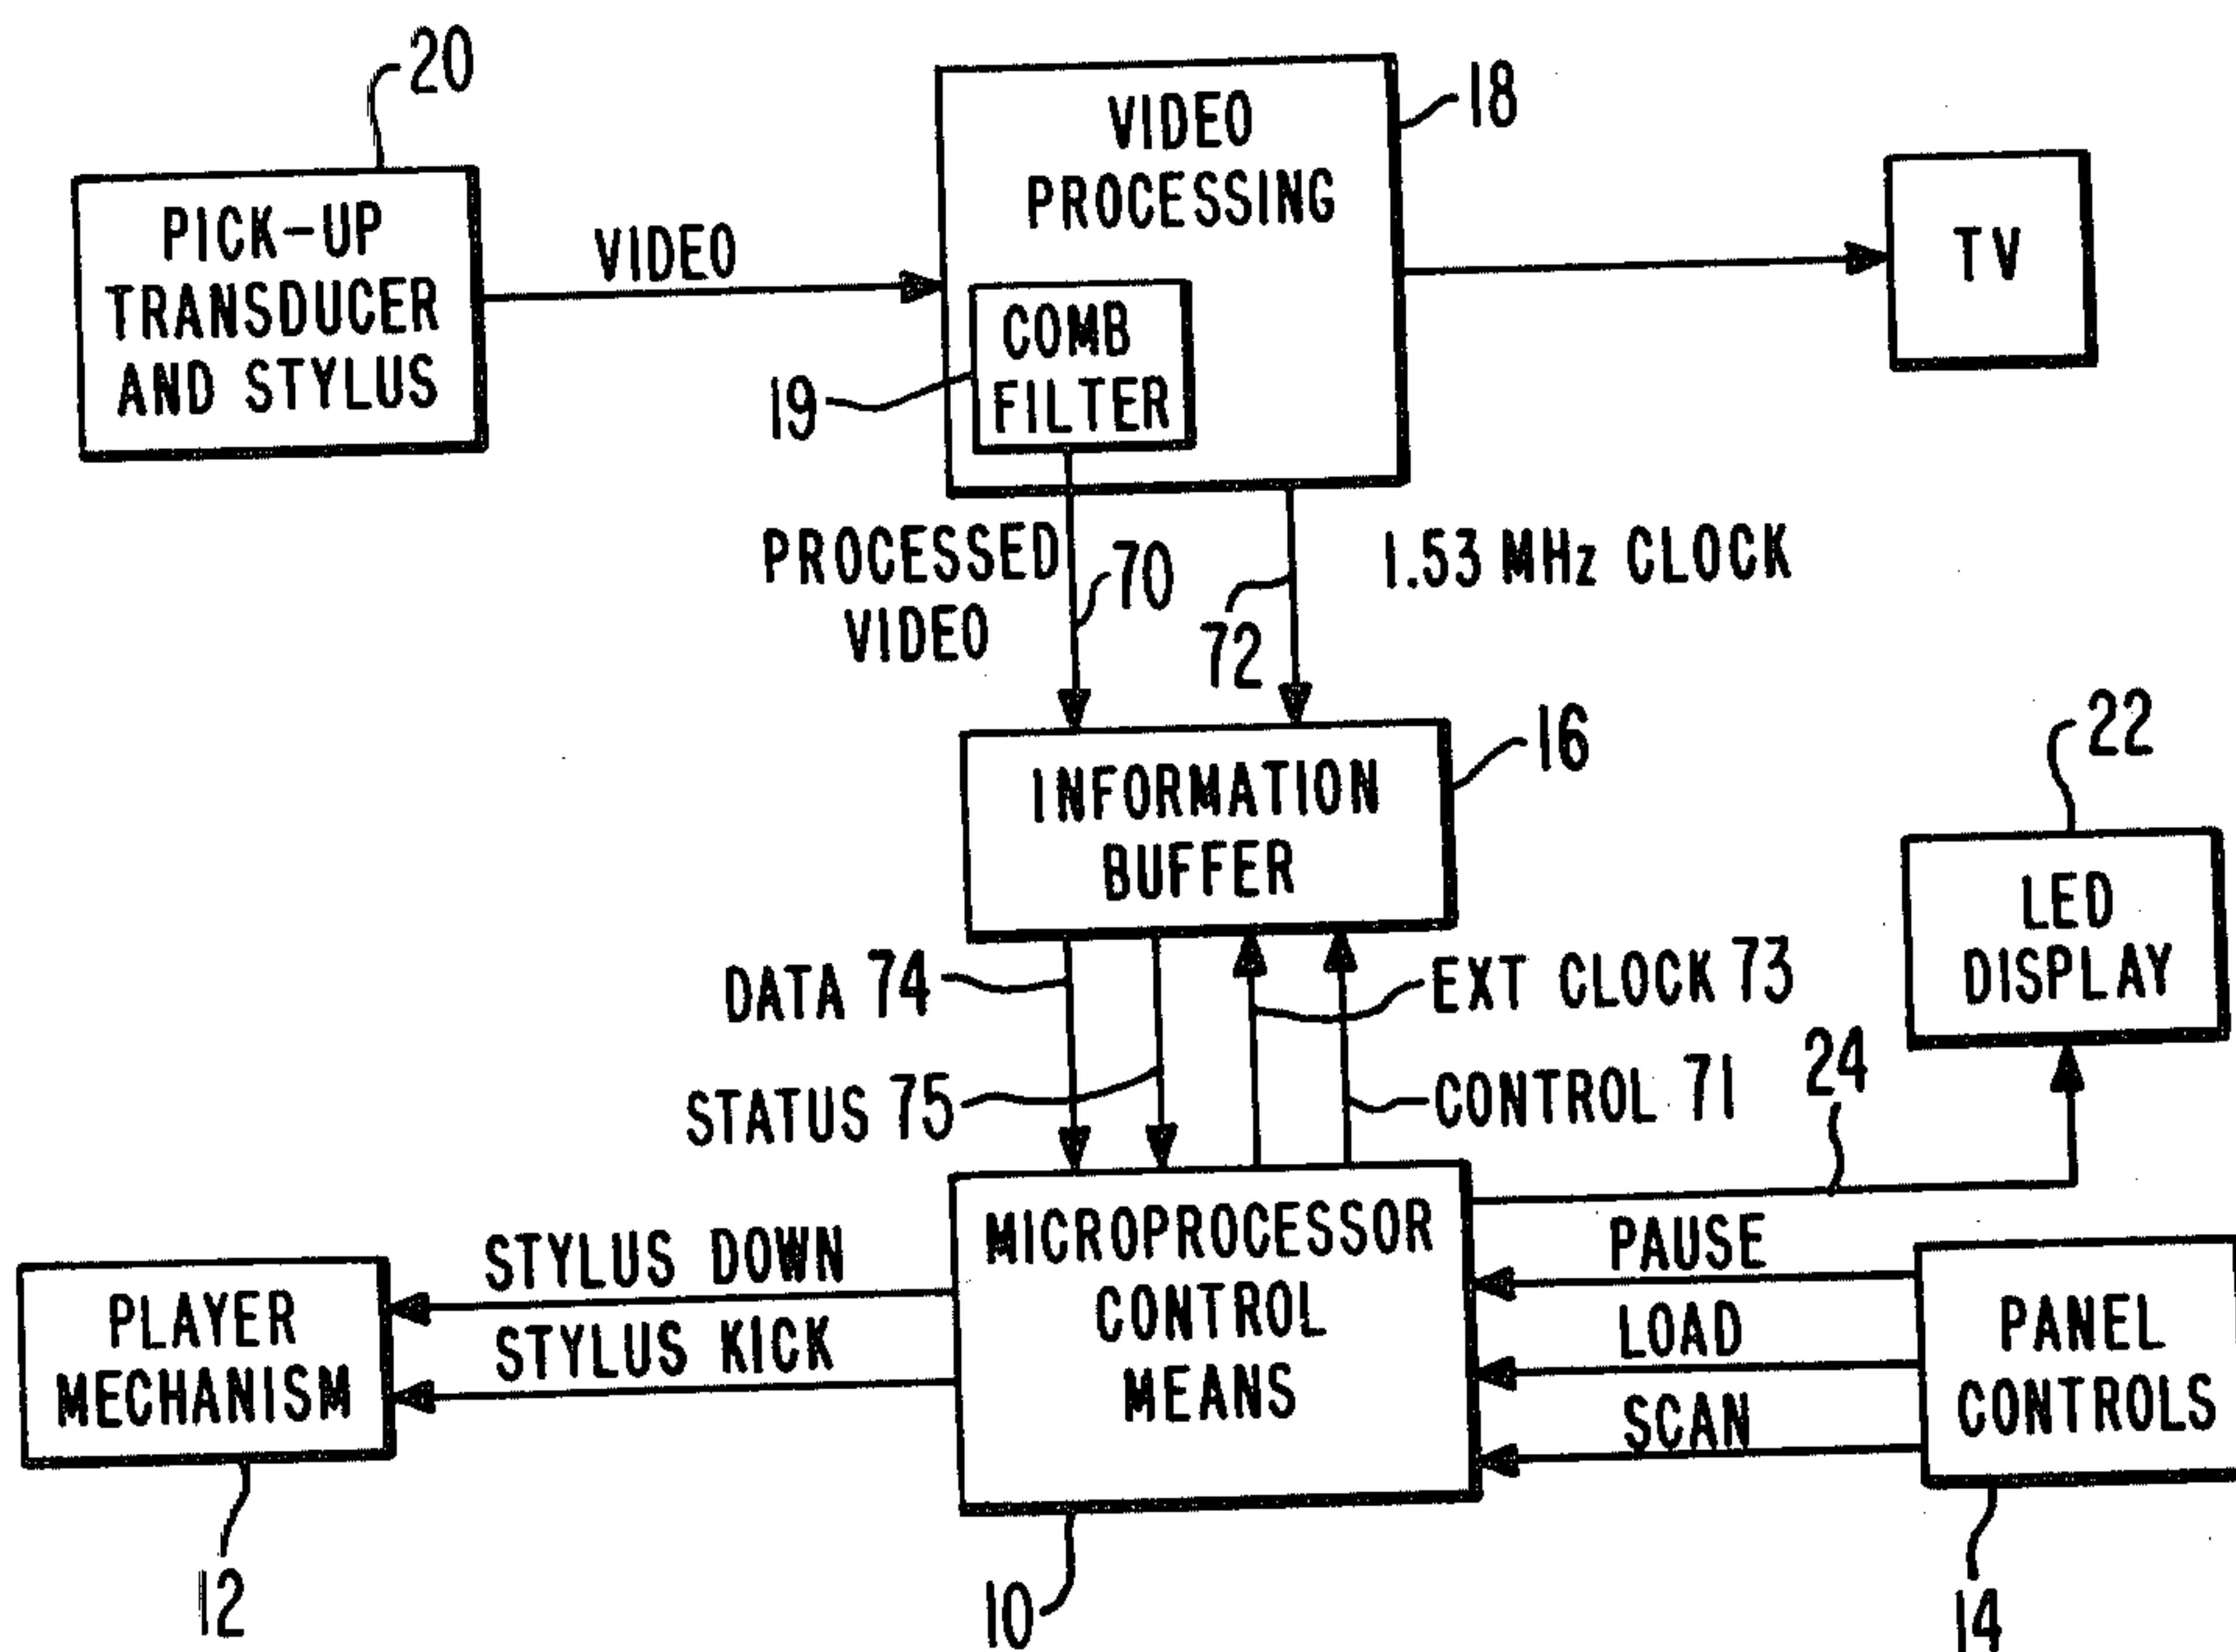 20
PICK-UP
TRANSDUCER
AND STYLUS
VIDEO
VIDEO
PROCESSING
18
COMB
FILTER
19
TV
PROCESSED
VIDEO
70
72
1.53 MHz CLOCK
INFORMATION
BUFFER
16
22
LED
DISPLAY
DATA 74
STATUS 75
EXT CLOCK 73
CONTROL 71
24
PLAYER
MECHANISM
12
STYLUS DOWN
STYLUS KICK
MICROPROCESSOR
CONTROL
MEANS
10
PAUSE
LOAD
SCAN
PANEL
CONTROLS
14